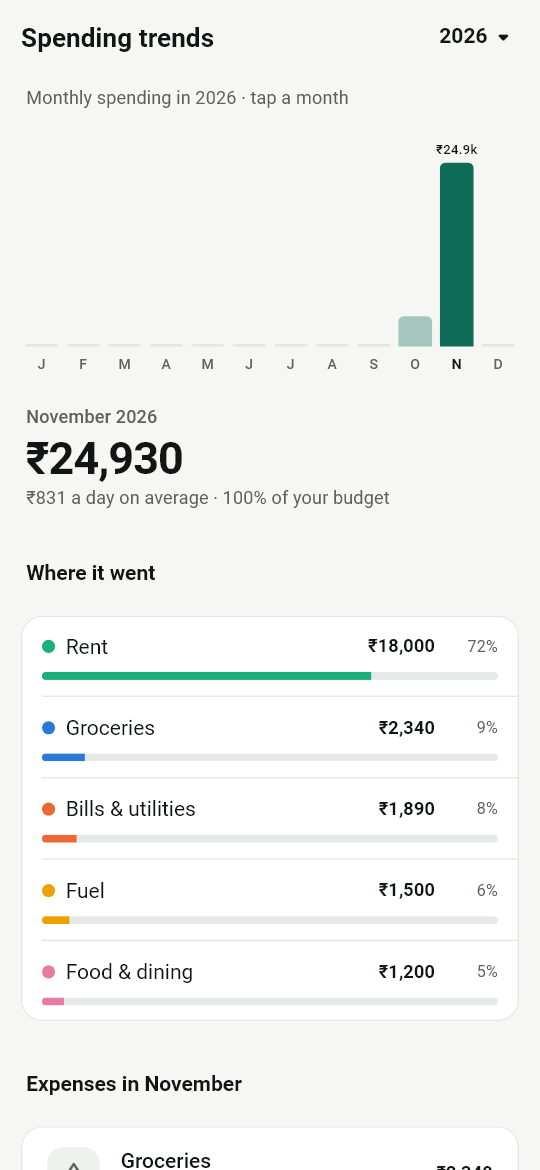 Spending trends
2026
Monthly spending in 2026 · tap a month
₹24.9k
J F M A M J J A S O N D
November 2026
₹24,930
₹831 a day on average · 100% of your budget
Where it went
Rent ₹18,000 72%
Groceries ₹2,340 9%
Bills & utilities ₹1,890 8%
Fuel ₹1,500 6%
Food & dining ₹1,200 5%
Expenses in November
Groceries